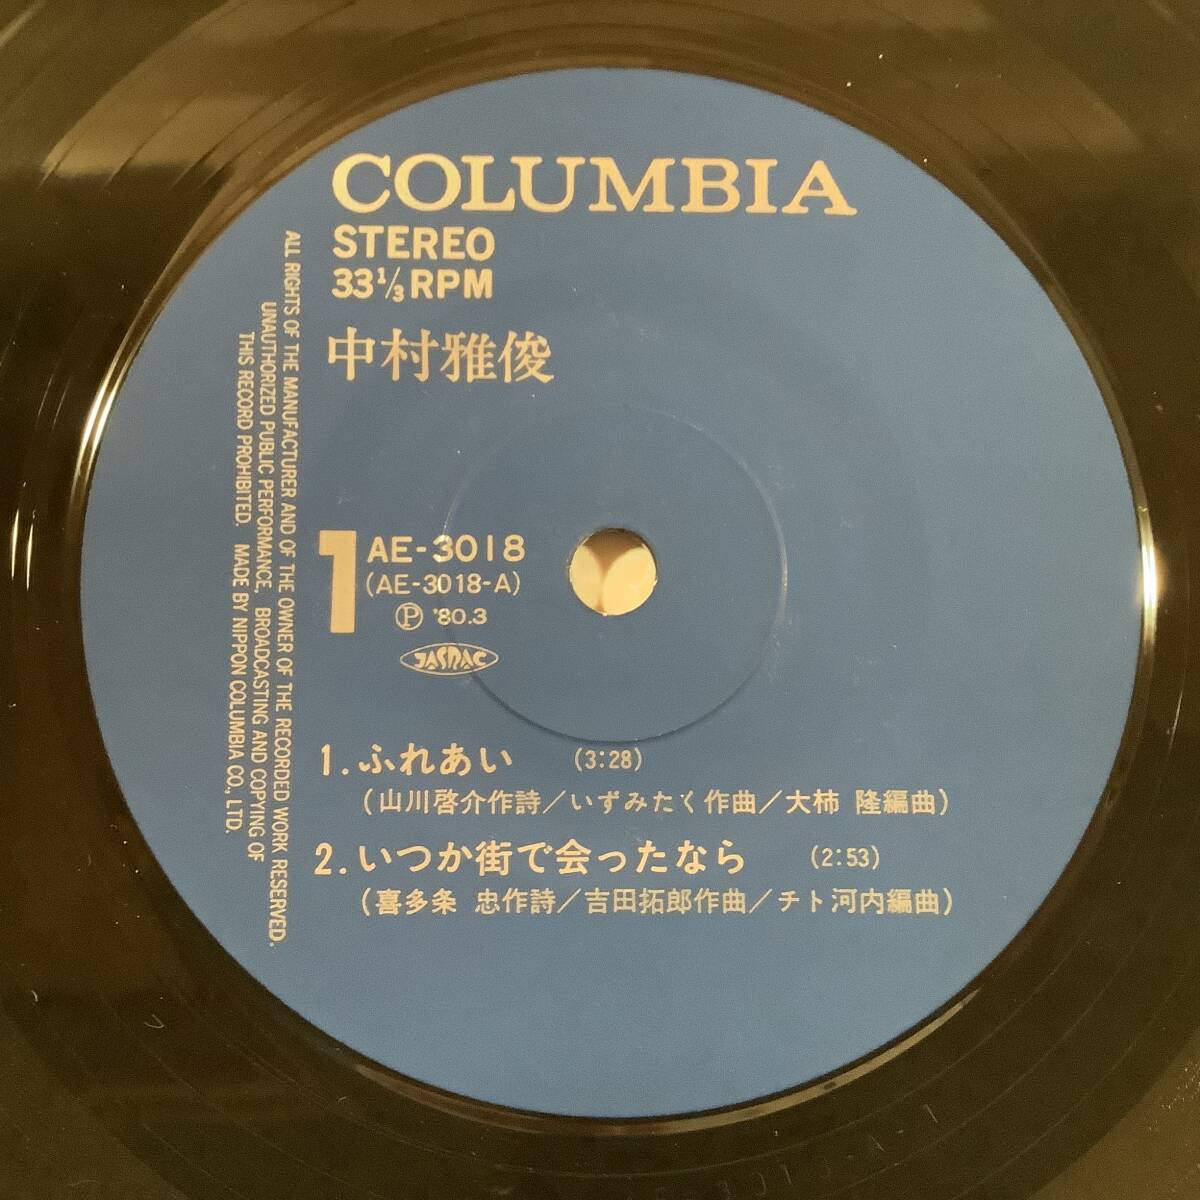 COLUMBIA
STEREO
33⅓ RPM
中村雅俊
1
AE-3018
(AE-3018-A)
Ⓟ '80.3
JASRAC
1. ふれあい (3:28)
(山川啓介作詩/いずみたく作曲/大柿 隆編曲)
2. いつか街で会ったなら (2:53)
(喜多条 忠作詩/吉田拓郎作曲/チト河内編曲)
ALL RIGHTS OF THE MANUFACTURER AND OF THE OWNER OF THE RECORDED WORK RESERVED.
UNAUTHORIZED PUBLIC PERFORMANCE, BROADCASTING AND COPYING OF
THIS RECORD PROHIBITED. MADE BY NIPPON COLUMBIA CO., LTD.